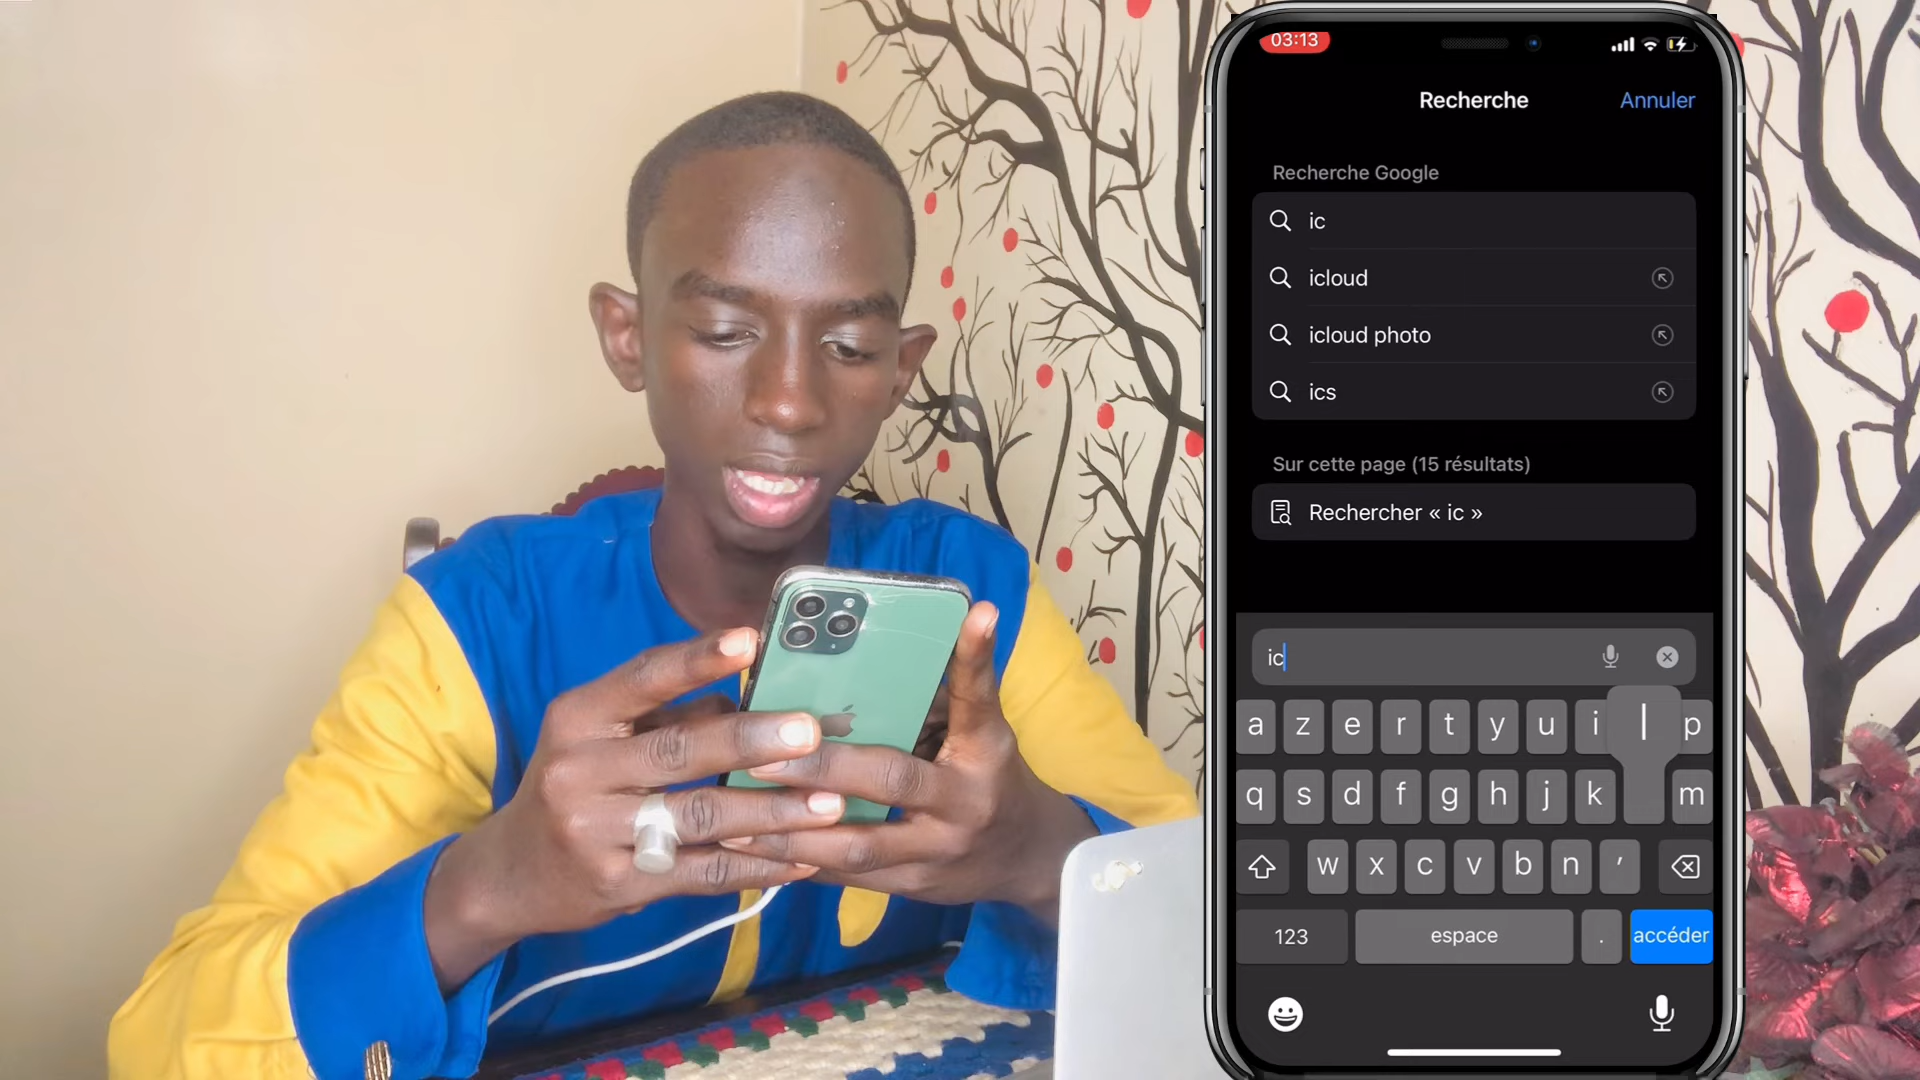 03:13
Recherche
Annuler
Recherche Google
ic
icloud
icloud photo
ics
Sur cette page (15 résultats)
Rechercher « ic »
ic
a z e r t y u i l p
q s d f g h j k m
w x c v b n ’
123 espace . accéder